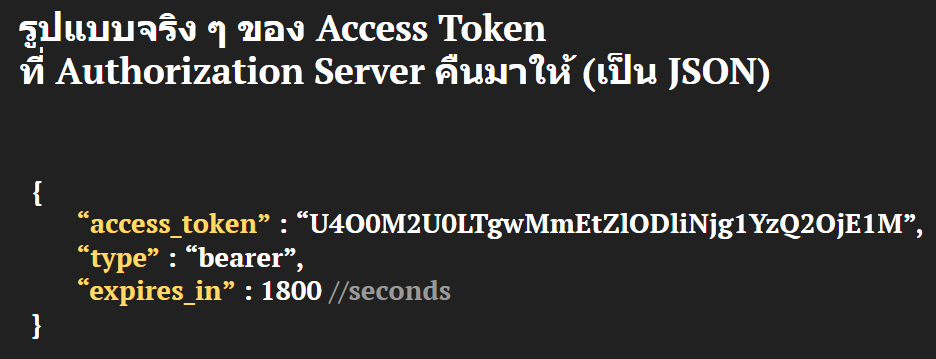 รูปแบบจริง ๆ ของ Access Token
ที่ Authorization Server คืนมาให้ (เป็น JSON)
{
“access_token” : “U4O0M2U0LTgwMmEtZlODliNjg1YzQ2OjE1M”,
“type” : “bearer”,
“expires_in” : 1800 //seconds
}